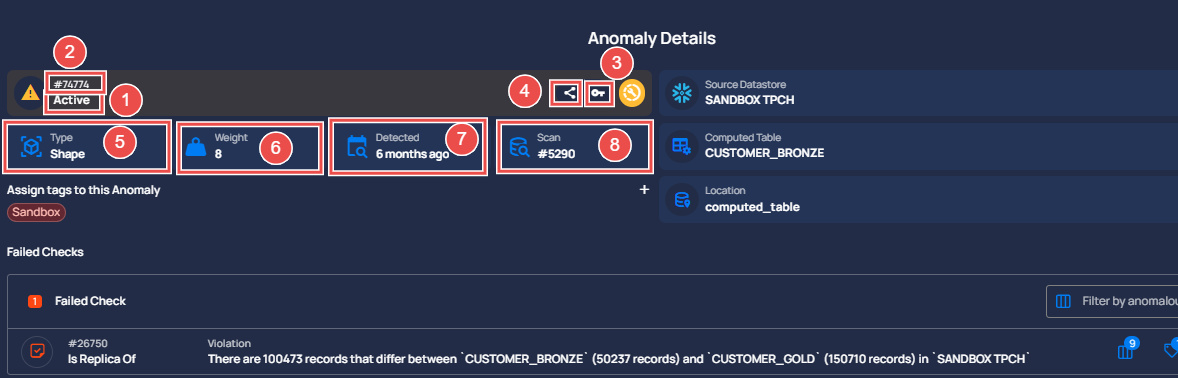 Anomaly Details
2
#74774
Active
1
3
4
Source Datastore
SANDBOX TPCH
Type
Shape
5
Weight
8
6
Detected
6 months ago
7
Scan
#5290
8
Computed Table
CUSTOMER_BRONZE
Assign tags to this Anomaly
+
Location
computed_table
Sandbox
Failed Checks
1
Failed Check
Filter by anomalou
#26750
Is Replica Of
Violation
There are 100473 records that differ between `CUSTOMER_BRONZE` (50237 records) and `CUSTOMER_GOLD` (150710 records) in `SANDBOX TPCH`
9